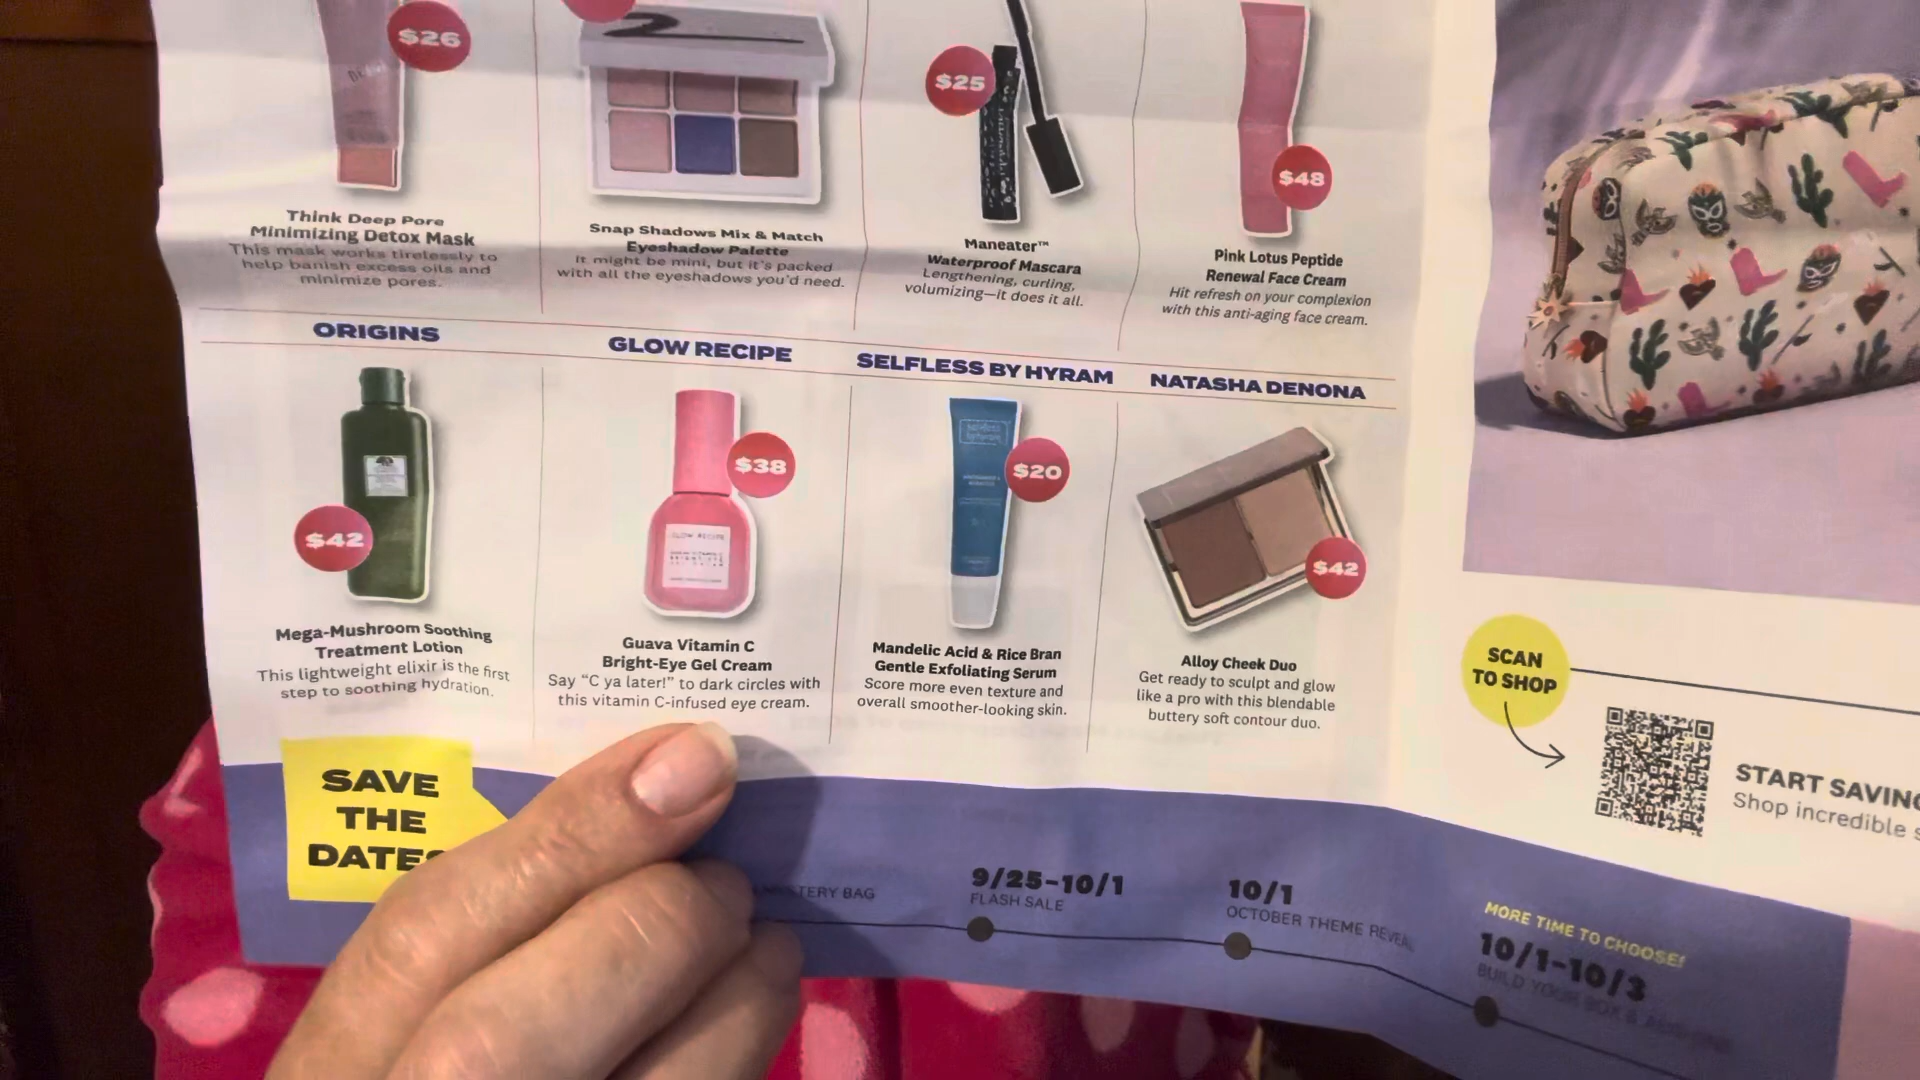 $26
$25
$48
Think Deep Pore
Minimizing Detox Mask
This mask works tirelessly to
help banish excess oils and
minimize pores.
Snap Shadows Mix & Match
Eyeshadow Palette
It might be mini, but it's packed
with all the eyeshadows you'd need.
Maneater™
Waterproof Mascara
Lengthening, curling,
volumizing—it does it all.
Pink Lotus Peptide
Renewal Face Cream
Hit refresh on your complexion
with this anti-aging face cream.
ORIGINS
$42
Mega-Mushroom Soothing
Treatment Lotion
This lightweight elixir is the first
step to soothing hydration.
GLOW RECIPE
$38
GLOW RECIPE
Guava Vitamin C
Bright-Eye Gel Cream
Say "C ya later!" to dark circles with
this vitamin C-infused eye cream.
SELFLESS BY HYRAM
selfless
by hyram
$20
Mandelic Acid & Rice Bran
Gentle Exfoliating Serum
Score more even texture and
overall smoother-looking skin.
NATASHA DENONA
$42
Alloy Cheek Duo
Get ready to sculpt and glow
like a pro with this blendable
buttery soft contour duo.
SCAN
TO SHOP
START SAVING
Shop incredible
SAVE
THE
DATES
BAG
9/25-10/1
FLASH SALE
10/1
OCTOBER THEME REVEAL
MORE TIME TO CHOOSE!
10/1-10/3
BUILD YOUR BOX &